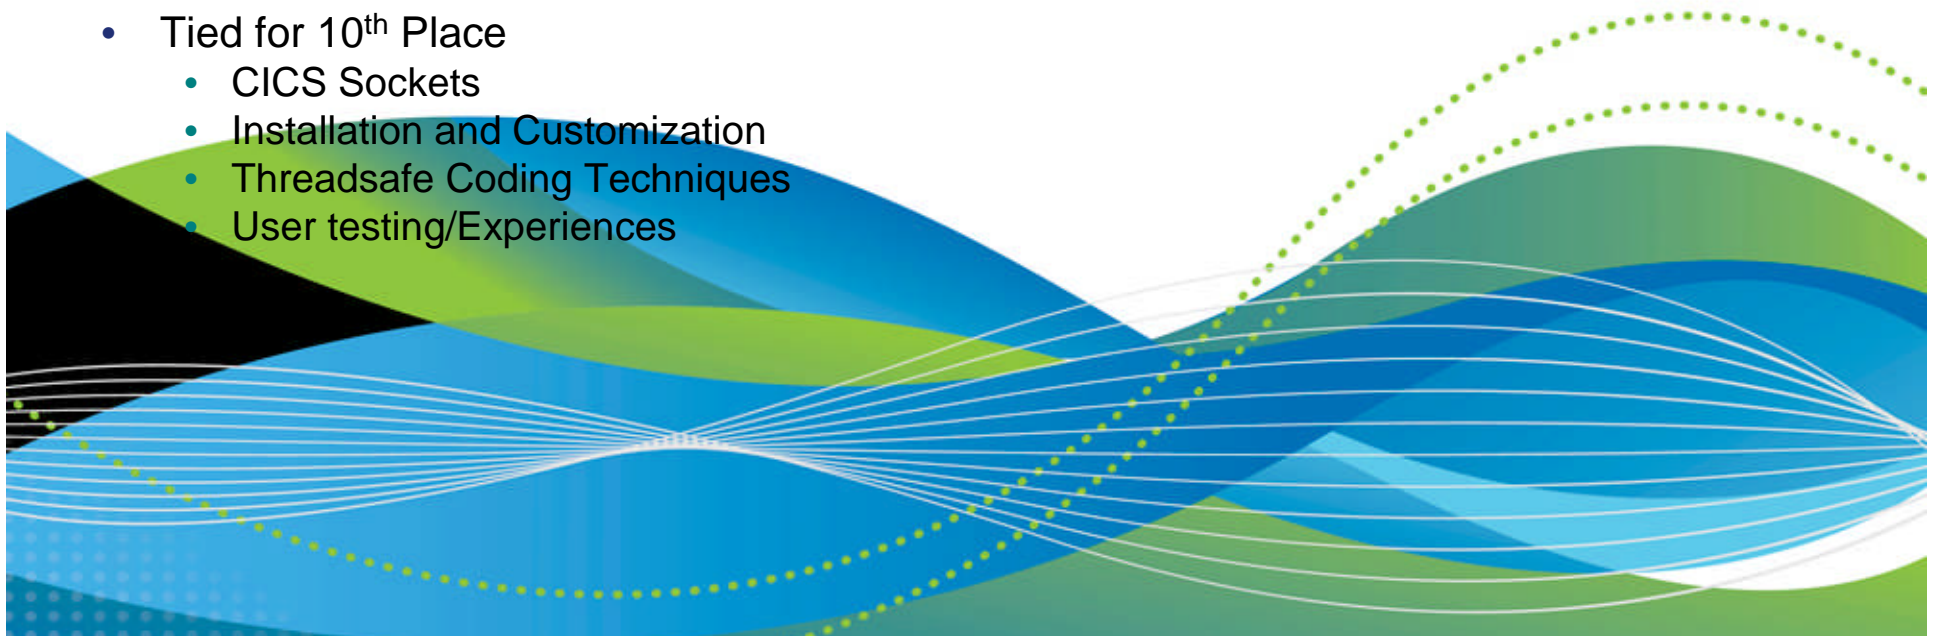 • Tied for 10th Place
• CICS Sockets
• Installation and Customization
• Threadsafe Coding Techniques
• User testing/Experiences